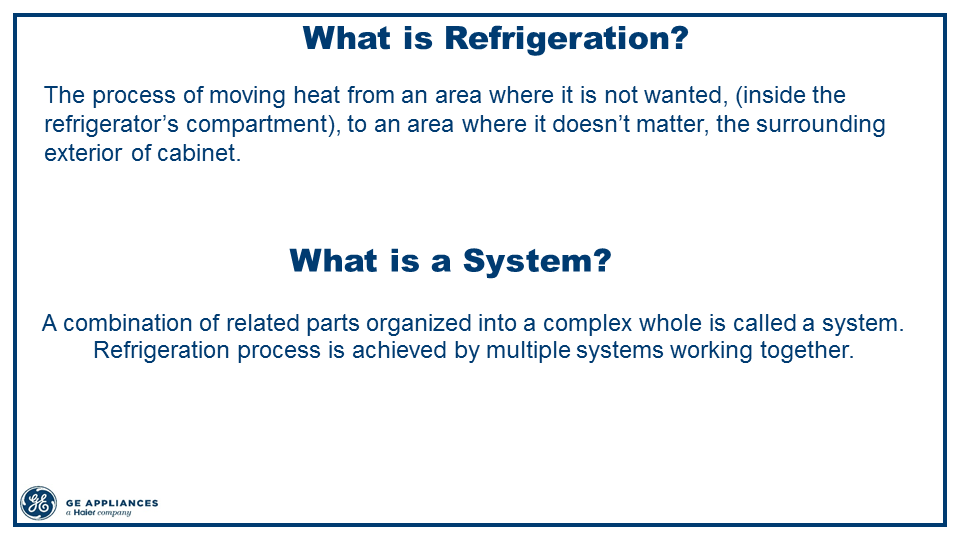 What is Refrigeration?
The process of moving heat from an area where it is not wanted, (inside the
refrigerator’s compartment), to an area where it doesn’t matter, the surrounding
exterior of cabinet.
What is a System?
A combination of related parts organized into a complex whole is called a system.
Refrigeration process is achieved by multiple systems working together.
GE
GE APPLIANCES
a Haier company